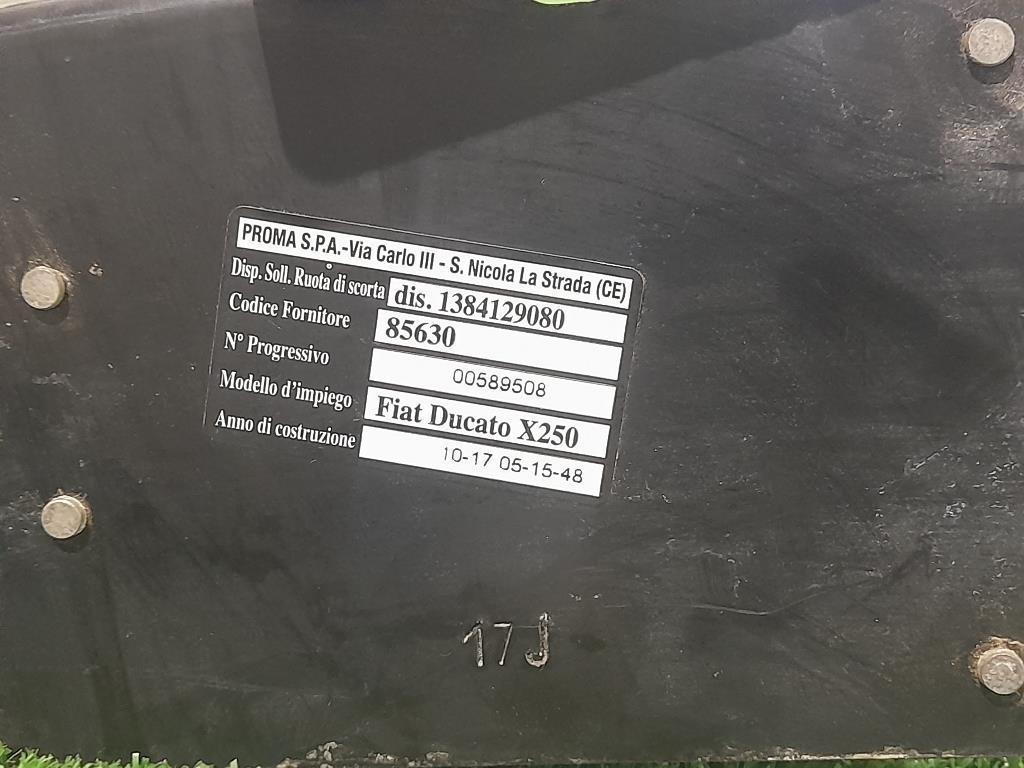 PROMA S.P.A.-Via Carlo III - S. Nicola La Strada (CE)
Disp. Soll. Ruota di scorta dis. 1384129080
Codice Fornitore 85630
N° Progressivo 00589508
Modello d'impiego Fiat Ducato X250
Anno di costruzione 10-17 05-15-48
17J